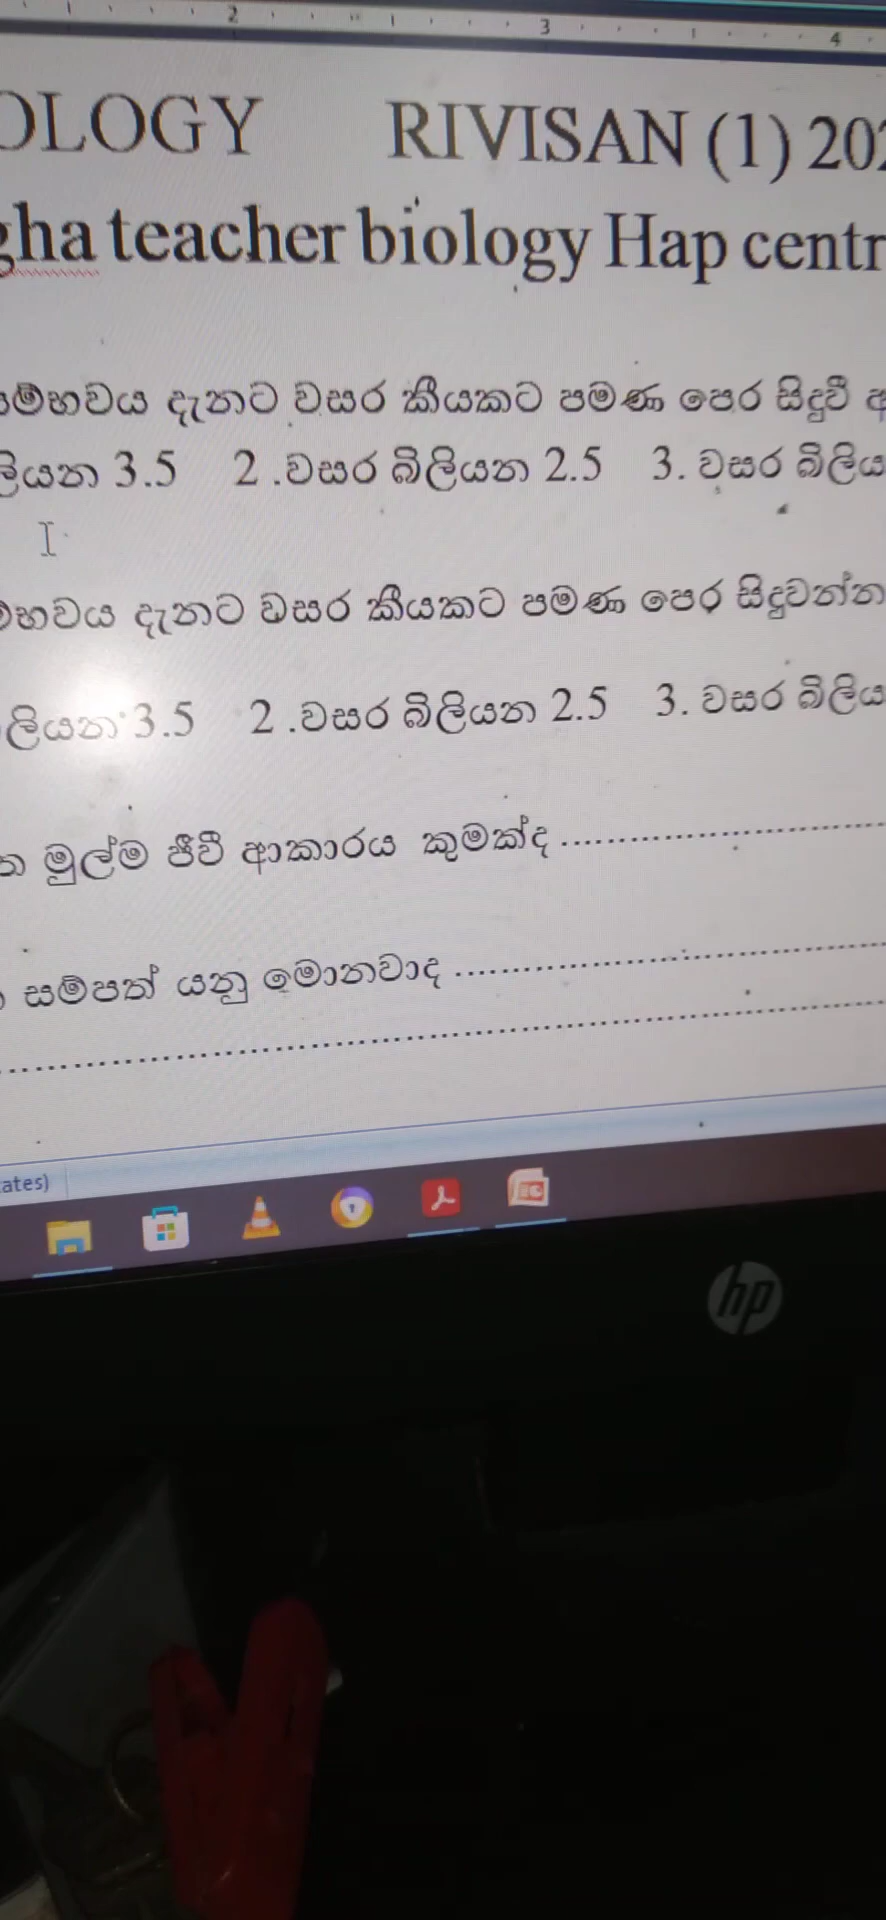 OLOGY RIVISAN (1) 202
gha teacher biology Hap centr
සම්භවය දැනට වසර කීයකට පමණ පෙර සිදුවී අ
ලියන 3.5 2 .වසර බිලියන 2.5 3. වසර බිලිය
ම්භවය දැනට වසර කීයකට පමණ පෙර සිදුවන්න
ලියන 3.5 2 .වසර බිලියන 2.5 3. වසර බිලිය
න මුල්ම ජීවී ආකාරය කුමක්ද ..........
සම්පත් යනු මොනවාද ..........
ates)
hp